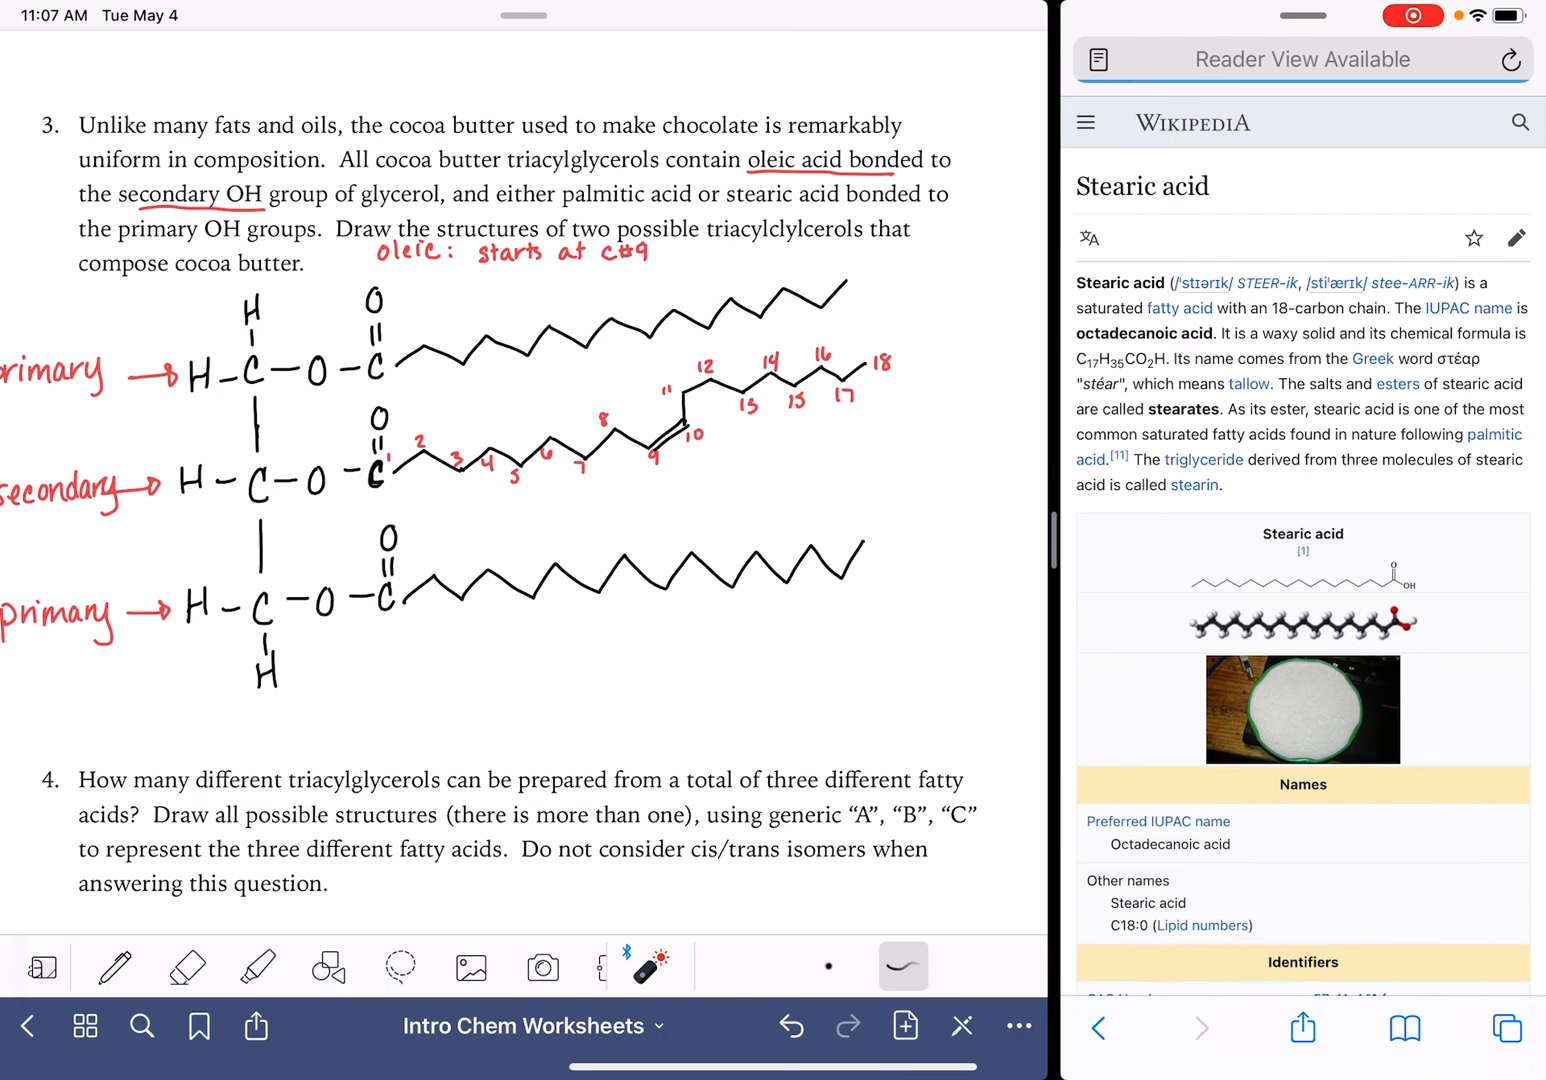 11:07 AM Tue May 4
3. Unlike many fats and oils, the cocoa butter used to make chocolate is remarkably
uniform in composition. All cocoa butter triacylglycerols contain oleic acid bonded to
the secondary OH group of glycerol, and either palmitic acid or stearic acid bonded to
the primary OH groups. Draw the structures of two possible triacylclylcerols that
compose cocoa butter.
oleic: starts at C#9
H O
rimary H-C-O-C
12 14 16 18
11 13 15 17
O
8
1 2 3 4 5 6 7 9 10
secondary H-C-O-C
O
primary H-C-O-C
H
4. How many different triacylglycerols can be prepared from a total of three different fatty
acids? Draw all possible structures (there is more than one), using generic “A”, “B”, “C”
to represent the three different fatty acids. Do not consider cis/trans isomers when
answering this question.
Intro Chem Worksheets
Reader View Available
WIKIPEDIA
Stearic acid
Stearic acid (/ˈstɪərɪk/ STEER-ik, /stiˈærɪk/ stee-ARR-ik) is a
saturated fatty acid with an 18-carbon chain. The IUPAC name is
octadecanoic acid. It is a waxy solid and its chemical formula is
C17H35CO2H. Its name comes from the Greek word στέαρ
"stéar", which means tallow. The salts and esters of stearic acid
are called stearates. As its ester, stearic acid is one of the most
common saturated fatty acids found in nature following palmitic
acid.[11] The triglyceride derived from three molecules of stearic
acid is called stearin.
Stearic acid
[1]
O
OH
Names
Preferred IUPAC name
Octadecanoic acid
Other names
Stearic acid
C18:0 (Lipid numbers)
Identifiers